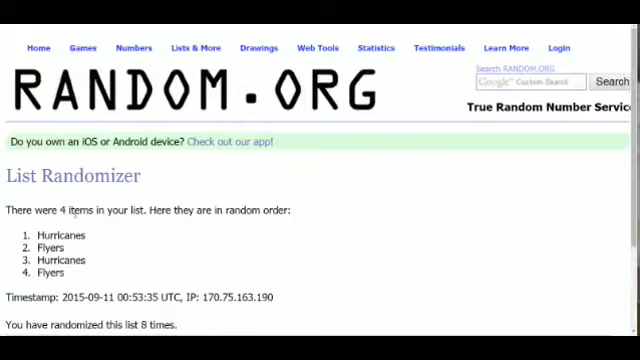 Home Games Numbers Lists & More Drawings Web Tools Statistics Testimonials Learn More Login
RANDOM.ORG
Search RANDOM.ORG
Google Custom Search Search
True Random Number Servic
Do you own an iOS or Android device? Check out our app!
List Randomizer
There were 4 items in your list. Here they are in random order:
1. Hurricanes
2. Flyers
3. Hurricanes
4. Flyers
Timestamp: 2015-09-11 00:53:35 UTC, IP: 170.75.163.190
You have randomized this list 8 times.